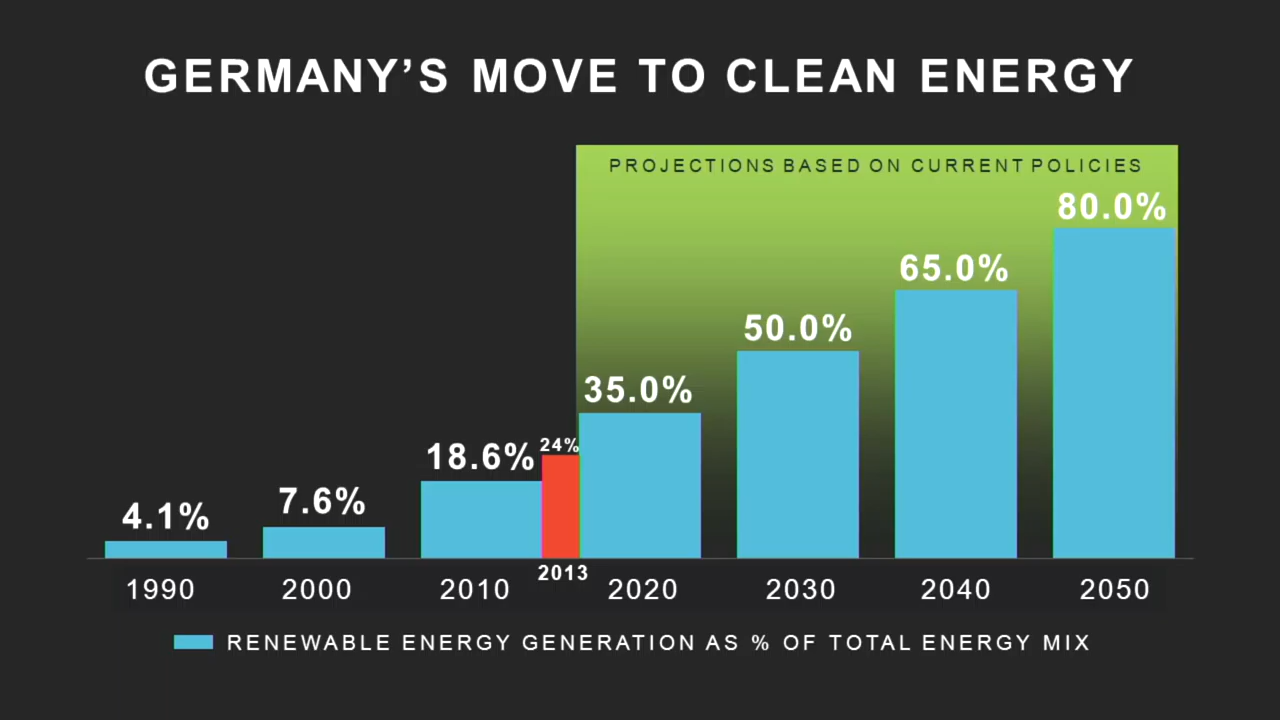 GERMANY’S MOVE TO CLEAN ENERGY
PROJECTIONS BASED ON CURRENT POLICIES
80.0%
65.0%
50.0%
35.0%
24%
18.6%
7.6%
4.1%
1990 2000 2010 2013 2020 2030 2040 2050
RENEWABLE ENERGY GENERATION AS % OF TOTAL ENERGY MIX